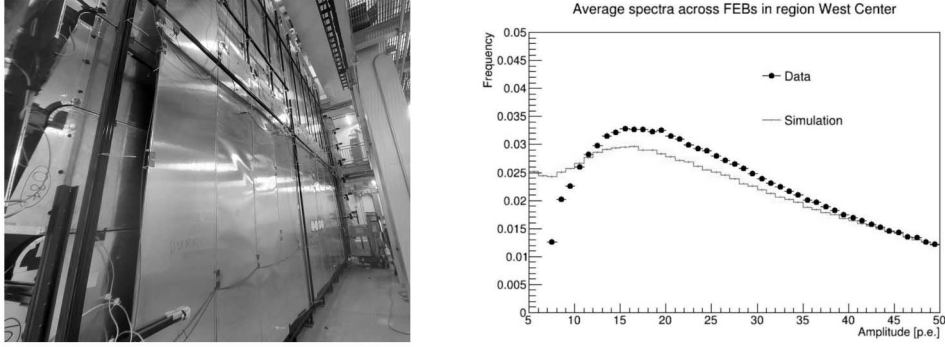 Average spectra across FEBs in region West Center
Frequency
0.05
0.045
0.04
0.035
0.03
0.025
0.02
0.015
0.01
0.005
0
Data
Simulation
5 10 15 20 25 30 35 40 45 50
Amplitude [p.e.]